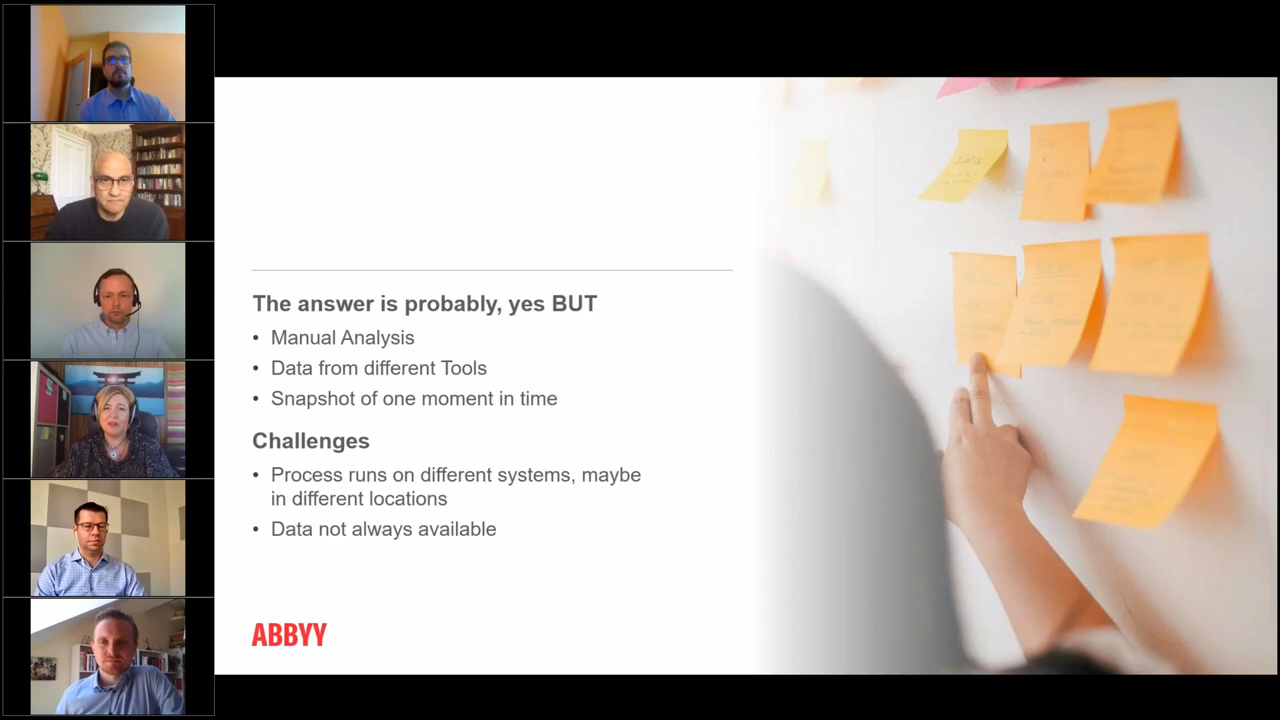 The answer is probably, yes BUT
• Manual Analysis
• Data from different Tools
• Snapshot of one moment in time
Challenges
• Process runs on different systems, maybe
in different locations
• Data not always available
ABBYY